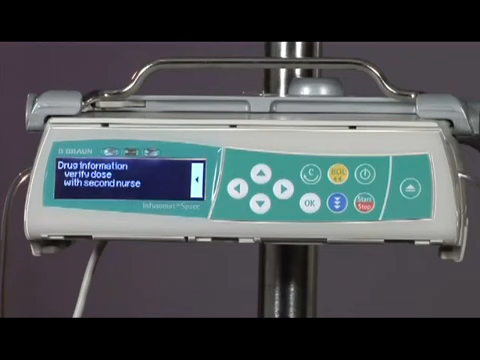 B BRAUN
Drug information
verify dose
with second nurse
Infusomat Space
C
BOL
OK
Start
Stop